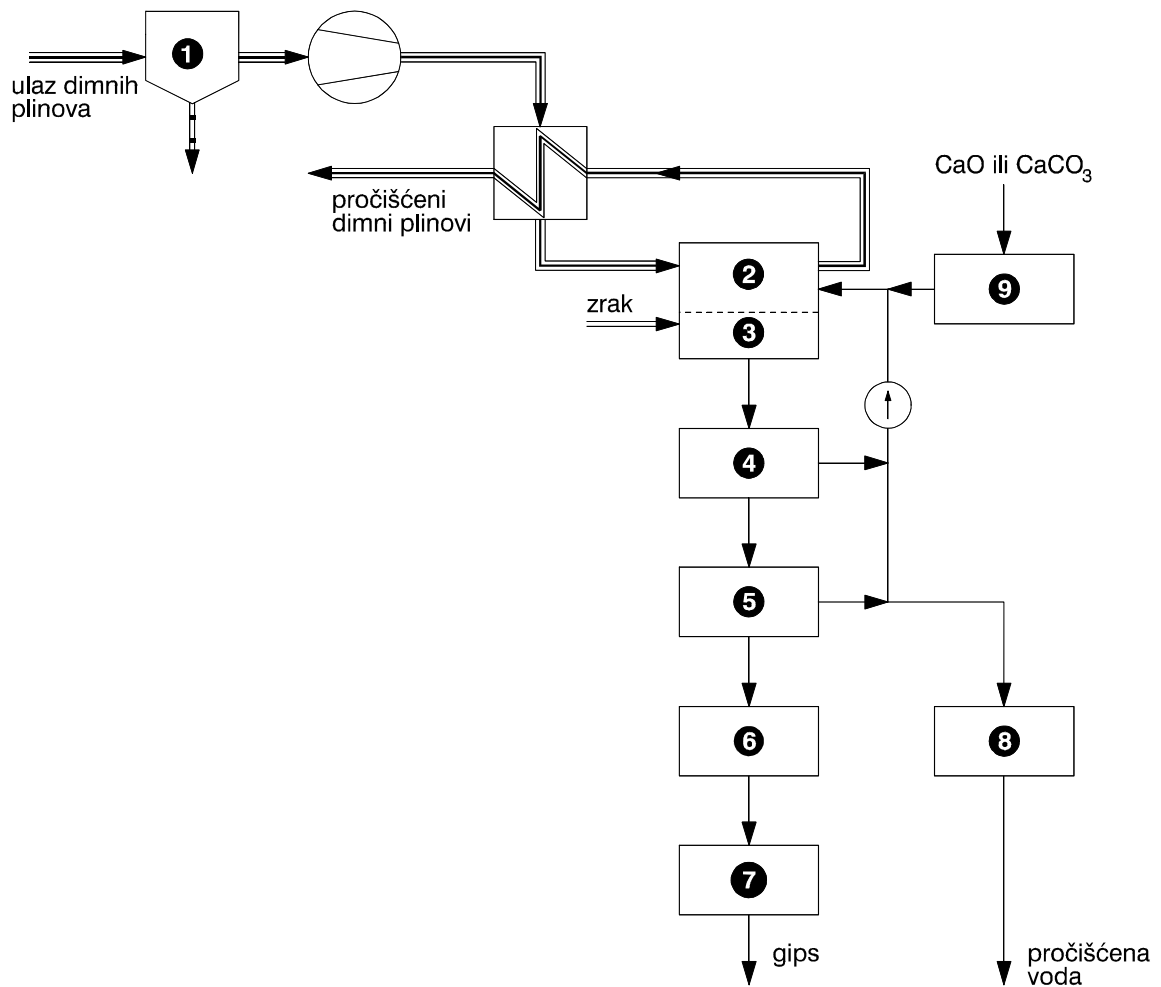 1
ulaz dimnih
plinova
CaO ili CaCO3
pročišćeni
dimni plinovi
2
9
zrak
3
4
5
6
8
7
gips
pročišćena
voda